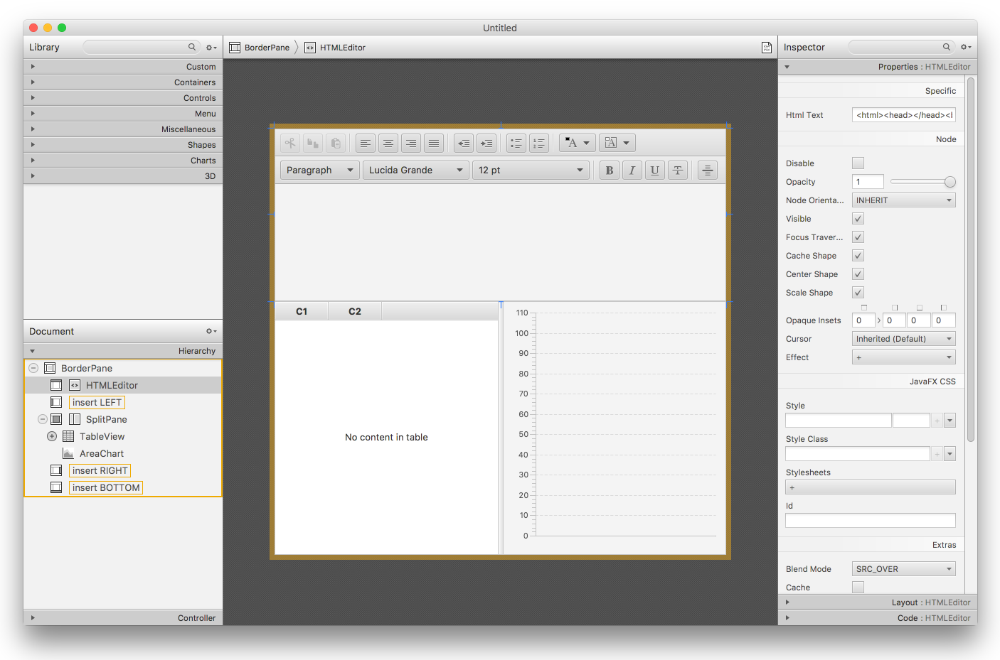 Untitled
Library
Custom
Containers
Controls
Menu
Miscellaneous
Shapes
Charts
3D
Document
Hierarchy
BorderPane
HTMLEditor
insert LEFT
SplitPane
TableView
AreaChart
insert RIGHT
insert BOTTOM
Controller
BorderPane HTMLEditor
Paragraph Lucida Grande 12 pt B I U T
C1 C2
No content in table
110
100
90
80
70
60
50
40
30
20
10
0
Inspector
Properties : HTMLEditor
Specific
Html Text <html><head></head><b
Node
Disable
Opacity 1
Node Orienta... INHERIT
Visible
Focus Traver...
Cache Shape
Center Shape
Scale Shape
Opaque Insets 0 0 0 0
Cursor Inherited (Default)
Effect +
JavaFX CSS
Style
+
Style Class
+
Stylesheets
+
Id
Extras
Blend Mode SRC_OVER
Cache
Layout : HTMLEditor
Code : HTMLEditor